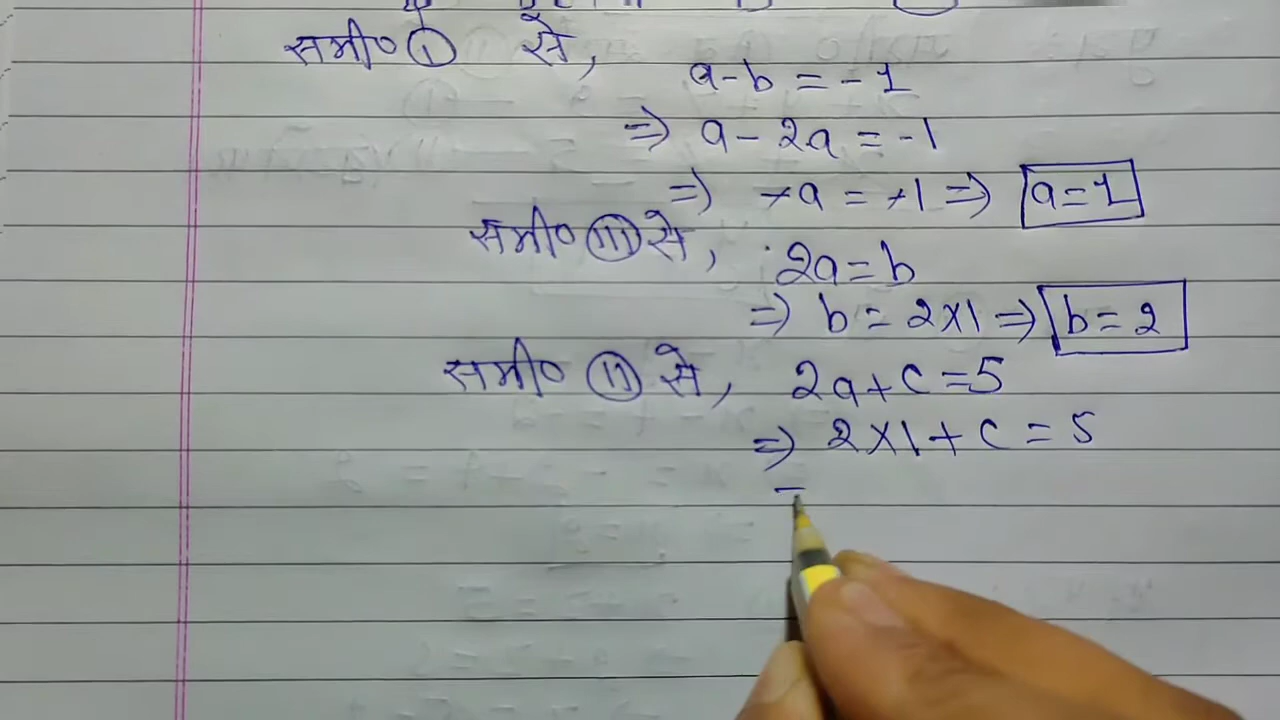 समी० (i) से,
a - b = - 1
⇒ a - 2a = -1
⇒ -a = -1 ⇒ a = 1
समी० (iii) से, 2a = b
⇒ b = 2×1 ⇒ b = 2
समी० (ii) से, 2a + c = 5
⇒ 2×1 + c = 5